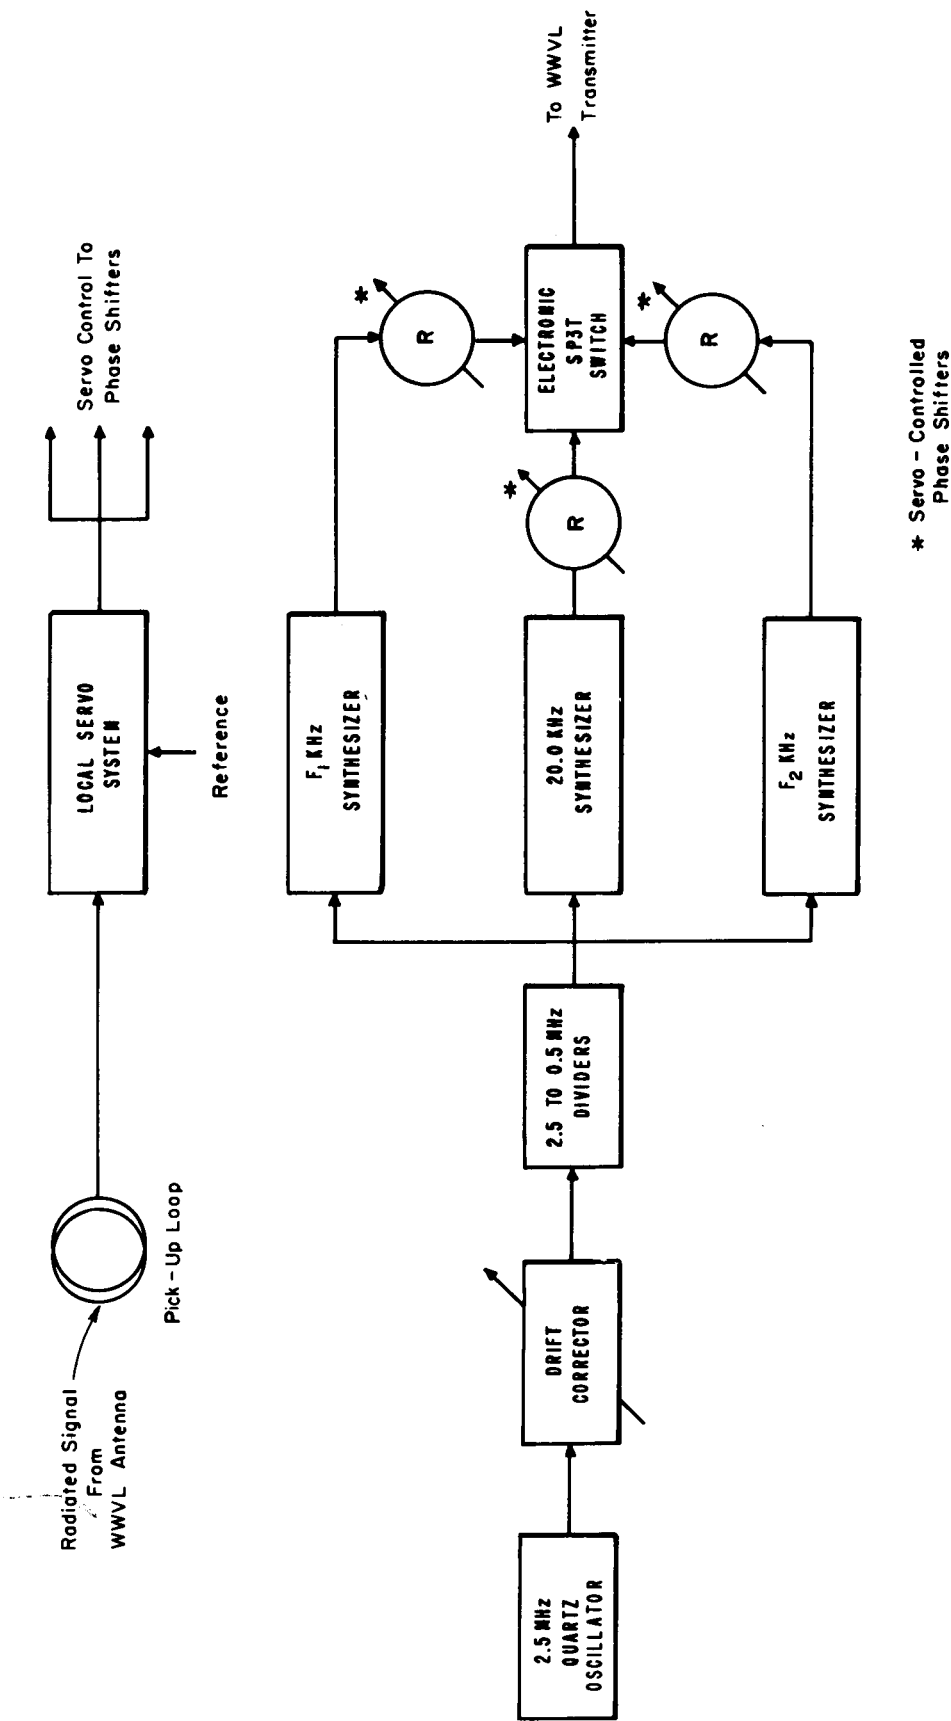 Radiated Signal
From
WWVL Antenna
Pick-Up Loop
LOCAL SERVO
SYSTEM
Reference
Servo Control To
Phase Shifters
2.5 MHz
QUARTZ
OSCILLATOR
DRIFT
CORRECTOR
2.5 TO 0.5 MHz
DIVIDERS
F1 KHz
SYNTHESIZER
20.0 KHz
SYNTHESIZER
F2 KHz
SYNTHESIZER
R
*
R
*
R
*
ELECTRONIC
SP3T
SWITCH
To WWVL
Transmitter
* Servo-Controlled
Phase Shifters